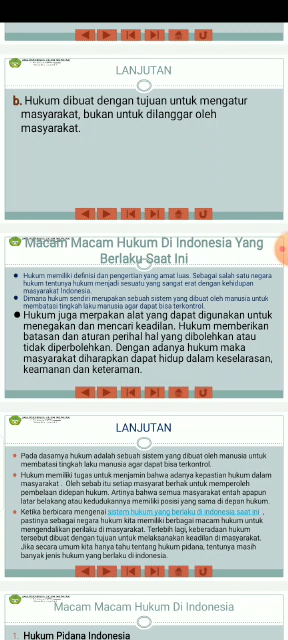 LANJUTAN
b. Hukum dibuat dengan tujuan untuk mengatur
masyarakat, bukan untuk dilanggar oleh
masyarakat.
Macam Macam Hukum Di Indonesia Yang
Berlaku Saat Ini
Hukum memiliki definisi dan pengertian yang amat luas. Sebagai salah satu negara
hukum tentunya hukum menjadi sesuatu yang sangat erat dengan kehidupan
masyarakat Indonesia.
Dimana hukum sendiri merupakan sebuah sistem yang dibuat oleh manusia untuk
membatasi tingkah laku manusia agar dapat bisa terkontrol.
Hukum juga merpakan alat yang dapat digunakan untuk
menegakan dan mencari keadilan. Hukum memberikan
batasan dan aturan perihal hal yang dibolehkan atau
tidak diperbolehkan. Dengan adanya hukum maka
masyarakat diharapkan dapat hidup dalam keselarasan,
keamanan dan keteraman.
LANJUTAN
Pada dasarnya hukum adalah sebuah sistem yang dibuat oleh manusia untuk
membatasi tingkah laku manusia agar dapat bisa terkontrol.
Hukum memiliki tugas untuk menjamin bahwa adanya kepastian hukum dalam
masyarakat . Oleh sebab itu setiap masyarat berhak untuk memperoleh
pembelaan didepan hukum. Artinya bahwa semua masyarakat entah apapun
latar belakang atau kedudukannya memiliki posisi yang sama di depan hukum.
Ketika berbicara mengenai sistem hukum yang berlaku di indonesia saat ini ,
pastinya sebagai negara hukum kita memiliki berbagai macam hukum untuk
mengendalikan perilaku di masyarakat. Terlebih lagi, keberadaan hukum
tersebut dibuat dengan tujuan untuk melaksanakan keadilan di masyarakat.
Jika secara umum kita hanya tahu tentang hukum pidana, tentunya masih
banyak jenis hukum yang berlaku di indonesia.
Macam Macam Hukum Di Indonesia
1. Hukum Pidana Indonesia